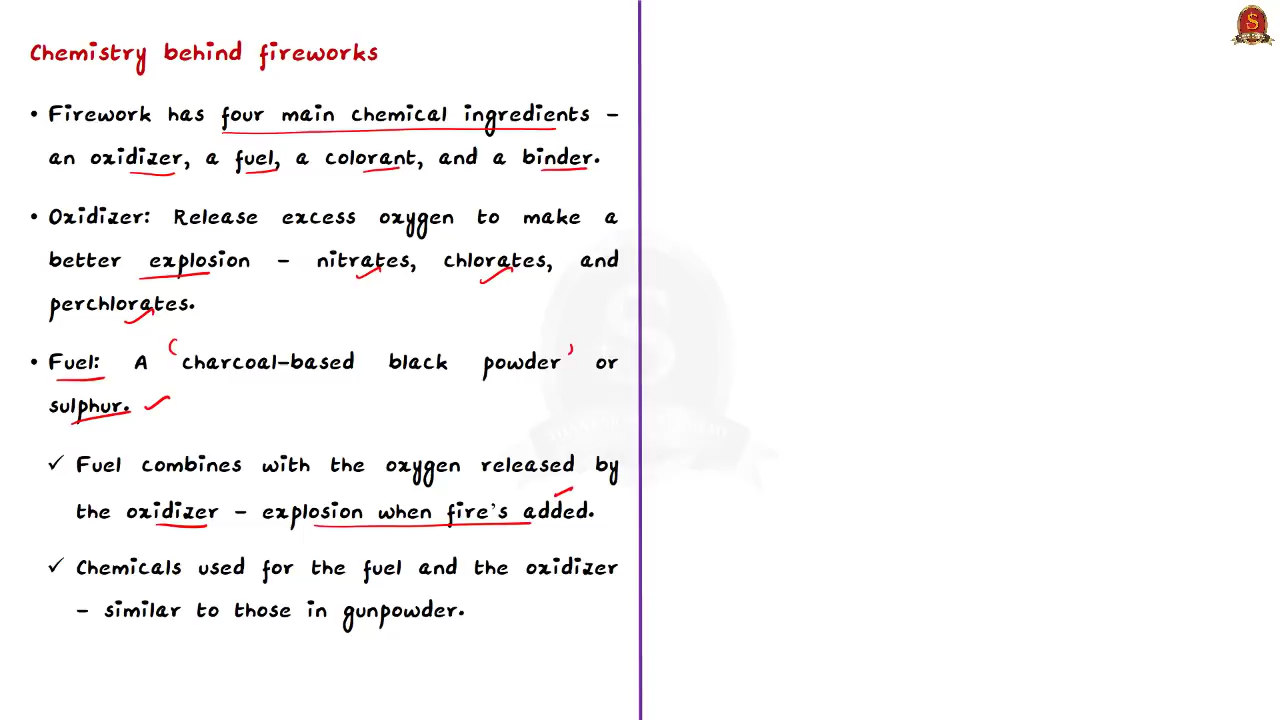 Chemistry behind fireworks
• Firework has four main chemical ingredients –
an oxidizer, a fuel, a colorant, and a binder.
• Oxidizer: Release excess oxygen to make a
better explosion – nitrates, chlorates, and
perchlorates.
• Fuel: A charcoal-based black powder or
sulphur.
✓ Fuel combines with the oxygen released by
the oxidizer – explosion when fire's added.
✓ Chemicals used for the fuel and the oxidizer
– similar to those in gunpowder.
S